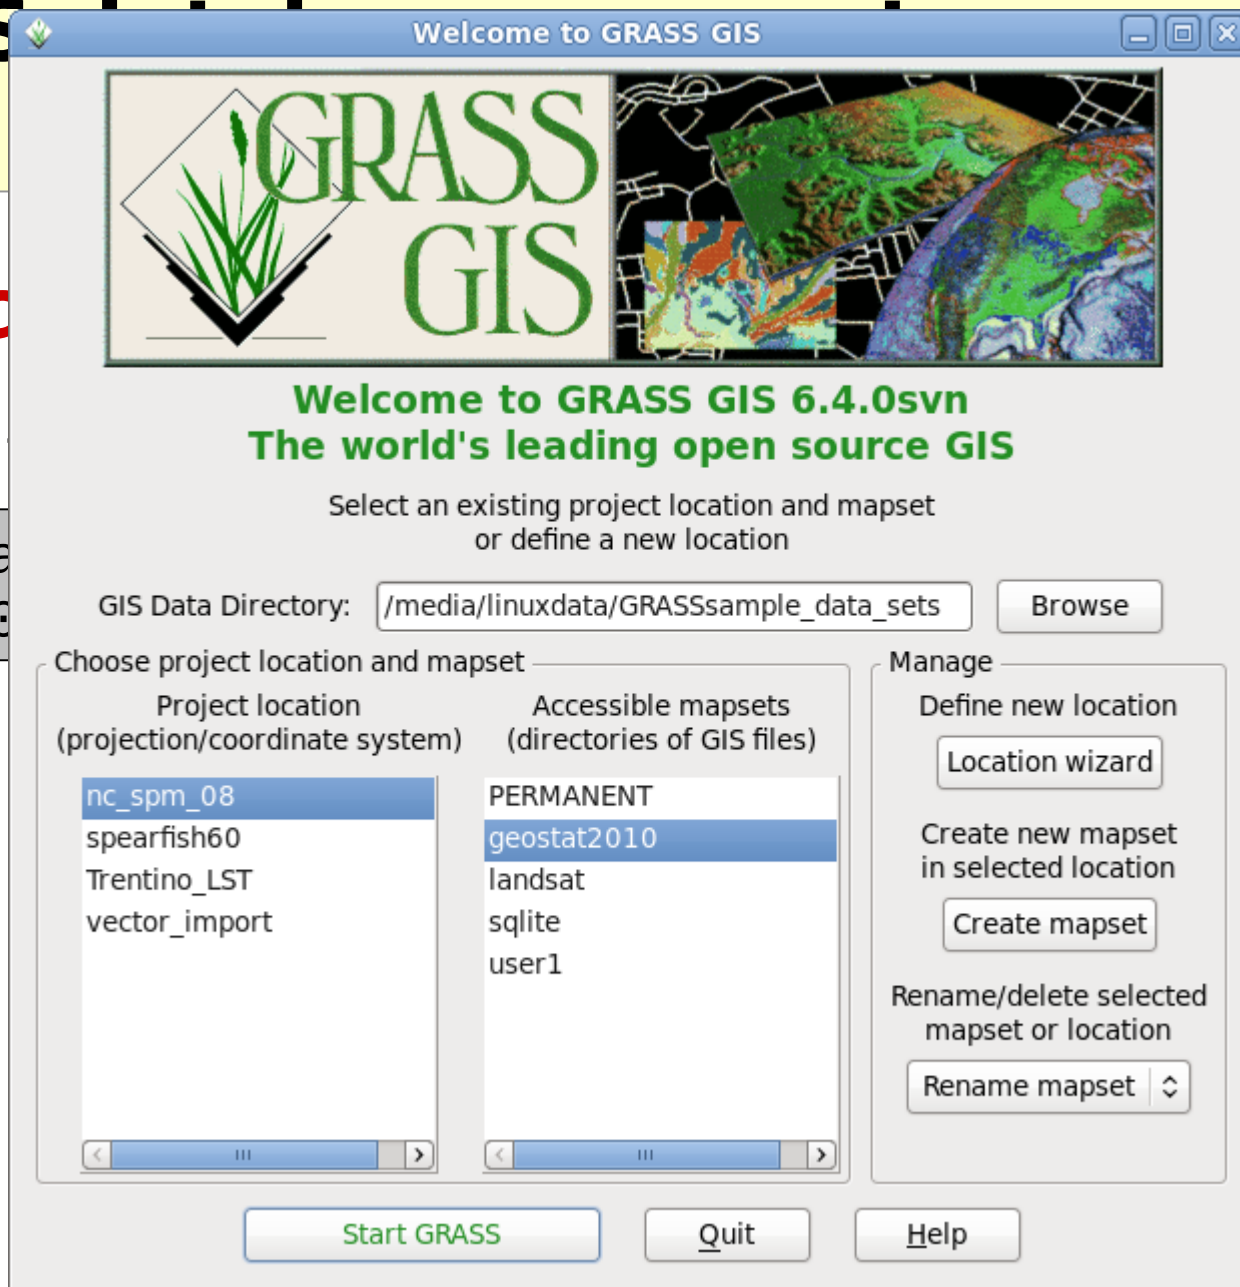 Welcome to GRASS GIS
GRASS
GIS
Welcome to GRASS GIS 6.4.0svn
The world's leading open source GIS
Select an existing project location and mapset
or define a new location
GIS Data Directory: /media/linuxdata/GRASSsample_data_sets Browse
Choose project location and mapset
Project location
(projection/coordinate system)
nc_spm_08
spearfish60
Trentino_LST
vector_import
Accessible mapsets
(directories of GIS files)
PERMANENT
geostat2010
landsat
sqlite
user1
Manage
Define new location
Location wizard
Create new mapset
in selected location
Create mapset
Rename/delete selected
mapset or location
Rename mapset
Start GRASS Quit Help